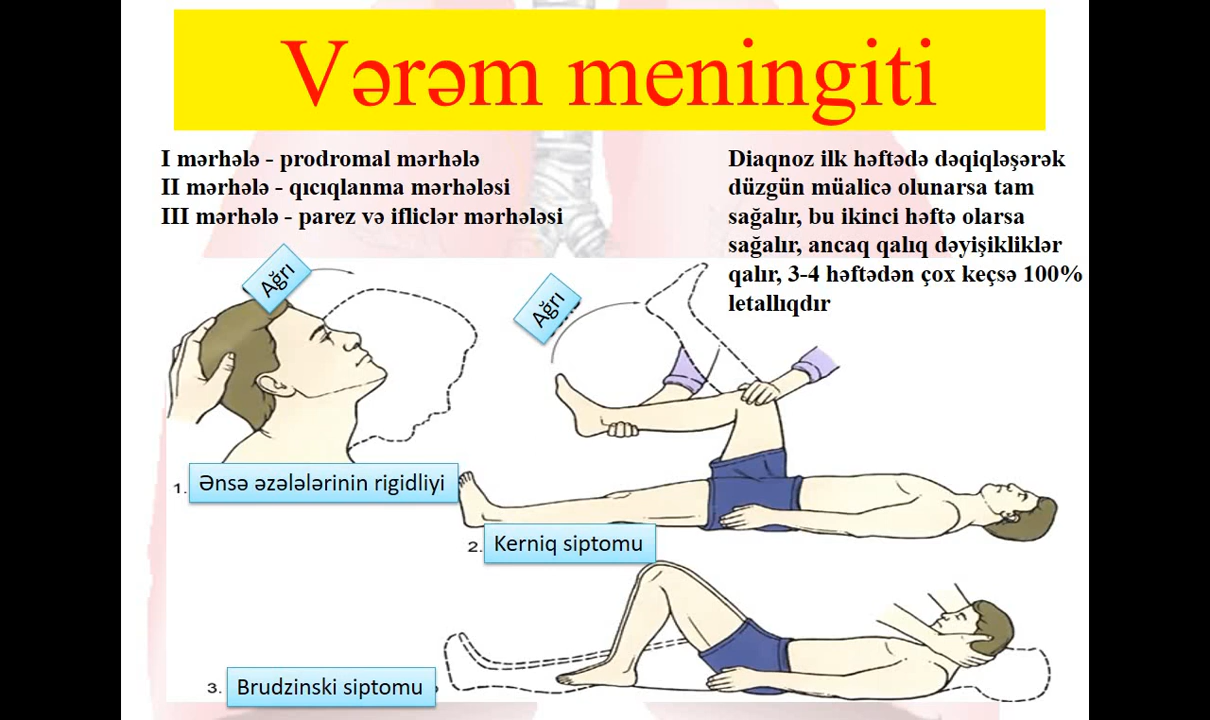 Vərəm meningiti
I mərhələ - prodromal mərhələ
II mərhələ - qıcıqlanma mərhələsi
III mərhələ - parez və ifliclər mərhələsi
Diaqnoz ilk həftədə dəqiqləşərək
düzgün müalicə olunarsa tam
sağalır, bu ikinci həftə olarsa
sağalır, ancaq qalıq dəyişikliklər
qalır, 3-4 həftədən çox keçsə 100%
letallıqdır
Ağrı
Ağrı
1. Ənsə əzələlərinin rigidliyi
2. Kerniq siptomu
3. Brudzinski siptomu